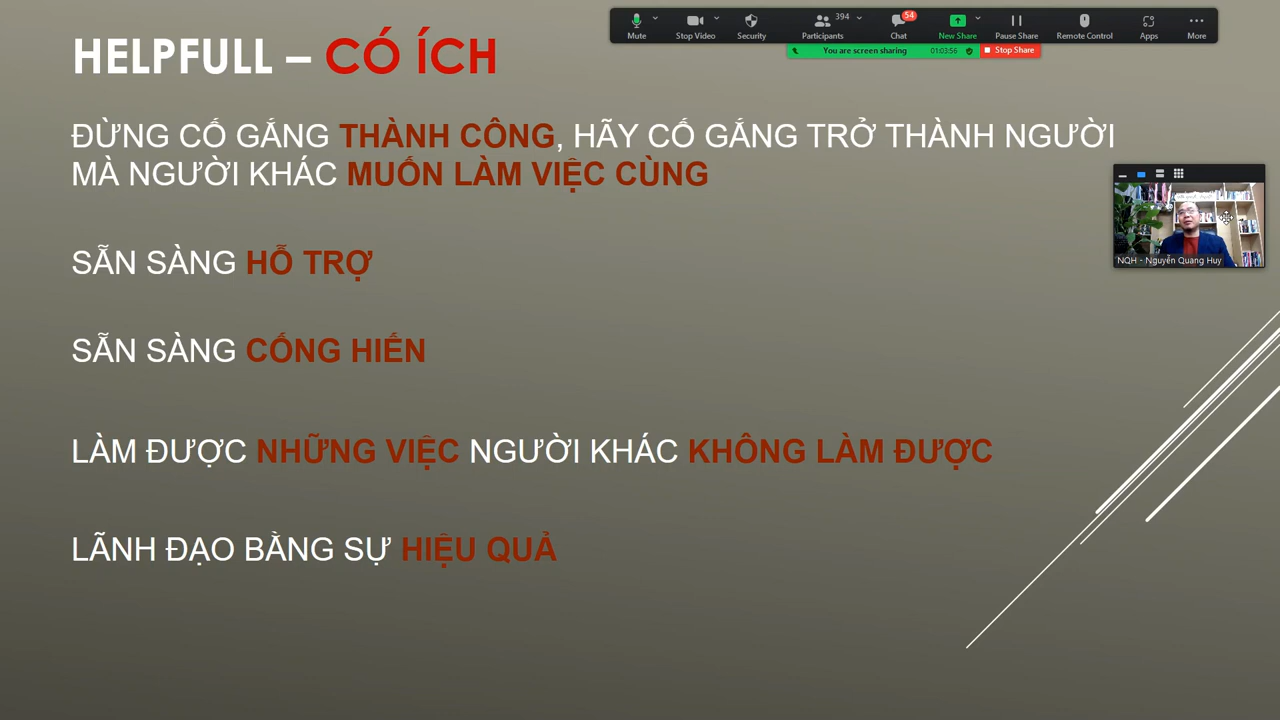 HELPFULL – CÓ ÍCH
394
54
Mute
Stop Video
Security
Participants
Chat
New Share
Pause Share
Remote Control
Apps
More
You are screen sharing
01:03:56
Stop Share
ĐỪNG CỐ GẮNG THÀNH CÔNG, HÃY CỐ GẮNG TRỞ THÀNH NGƯỜI
MÀ NGƯỜI KHÁC MUỐN LÀM VIỆC CÙNG
NQH - Nguyễn Quang Huy
SẴN SÀNG HỖ TRỢ
SẴN SÀNG CỐNG HIẾN
LÀM ĐƯỢC NHỮNG VIỆC NGƯỜI KHÁC KHÔNG LÀM ĐƯỢC
LÃNH ĐẠO BẰNG SỰ HIỆU QUẢ